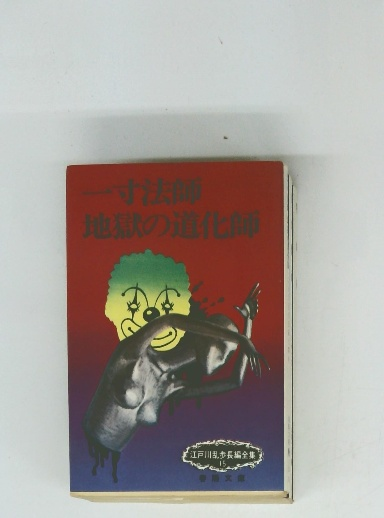 一寸法師
地獄の道化師
江戸川乱歩長編全集
15
春陽文庫